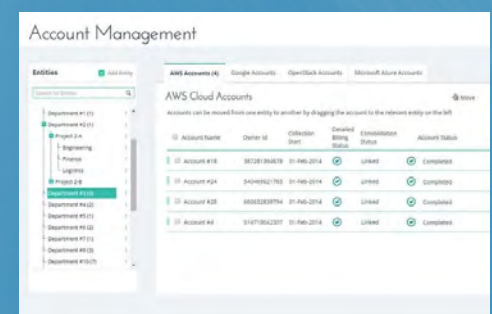 Account Management
Entities
Add Entity
Search for Entities
Department #1 (1)
Department #2 (1)
Project 2-A
Engineering
Finance
Logistics
Project 2-B
Department #3 (4)
Department #4 (2)
Department #5 (1)
Department #6 (2)
Department #7 (1)
Department #9 (3)
Department #10 (7)
AWS Accounts (4)
Google Accounts
OpenStack Accounts
Microsoft Azure Accounts
AWS Cloud Accounts
Move
Accounts can be moved from one entity to another by dragging the account to the relevant entity on the left
Account Name
Owner Id
Collection Start
Detailed Billing Status
Consolidation Status
Account Status
Account #18
01-Feb-2014
Linked
Completed
Account #24
01-Feb-2014
Linked
Completed
Account #28
01-Feb-2014
Linked
Completed
Account #4
01-Feb-2014
Linked
Completed